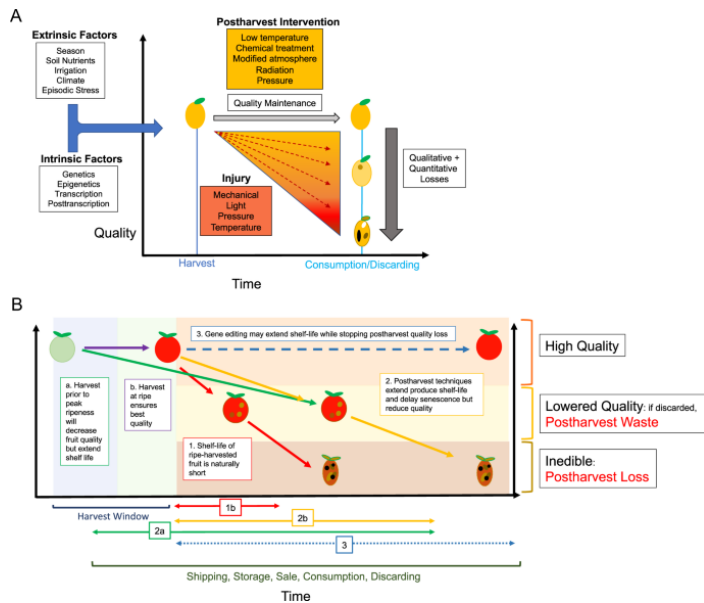 A
Extrinsic Factors
Season
Soil Nutrients
Irrigation
Climate
Episodic Stress
Intrinsic Factors
Genetics
Epigenetics
Transcription
Posttranscription
Postharvest Intervention
Low temperature
Chemical treatment
Modified atmosphere
Radiation
Pressure
Quality Maintenance
Injury
Mechanical
Light
Pressure
Temperature
Qualitative +
Quantitative
Losses
Quality
Harvest
Consumption/Discarding
Time
B
3. Gene editing may extend shelf-life while stopping postharvest quality loss
a. Harvest
prior to
peak
ripeness
will
decrease
fruit quality
but extend
shelf life
b. Harvest
at ripe
ensures
best
quality
2. Postharvest techniques
extend produce shelf-life
and delay senescence but
reduce quality
1. Shelf-life of
ripe-harvested
fruit is naturally
short
High Quality
Lowered Quality: if discarded,
Postharvest Waste
Inedible:
Postharvest Loss
Harvest Window
1b
2b
2a
3
Shipping, Storage, Sale, Consumption, Discarding
Time